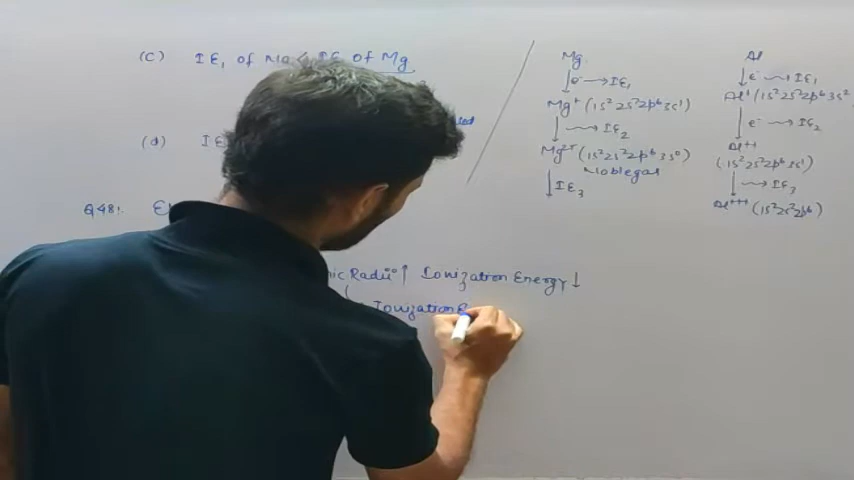 (c) IE₁ of Na < IE of Mg
(d) IE
Q48:
Radii ↑ Ionization Energy ↓
Ionization E
Mg
↓ e⁻ → IE₁
Mg⁺ (1s² 2s² 2p⁶ 3s¹)
↓ → IE₂
Mg²⁺ (1s² 2s² 2p⁶ 3s⁰)
Noble gas
↓ IE₃
Al
↓ e⁻ → IE₁
Al⁺ (1s² 2s² 2p⁶ 3s²
↓ e⁻ → IE₂
Al⁺⁺
(1s² 2s² 2p⁶ 3s¹)
↓ → IE₃
Al⁺⁺⁺ (1s² 2s² 2p⁶)